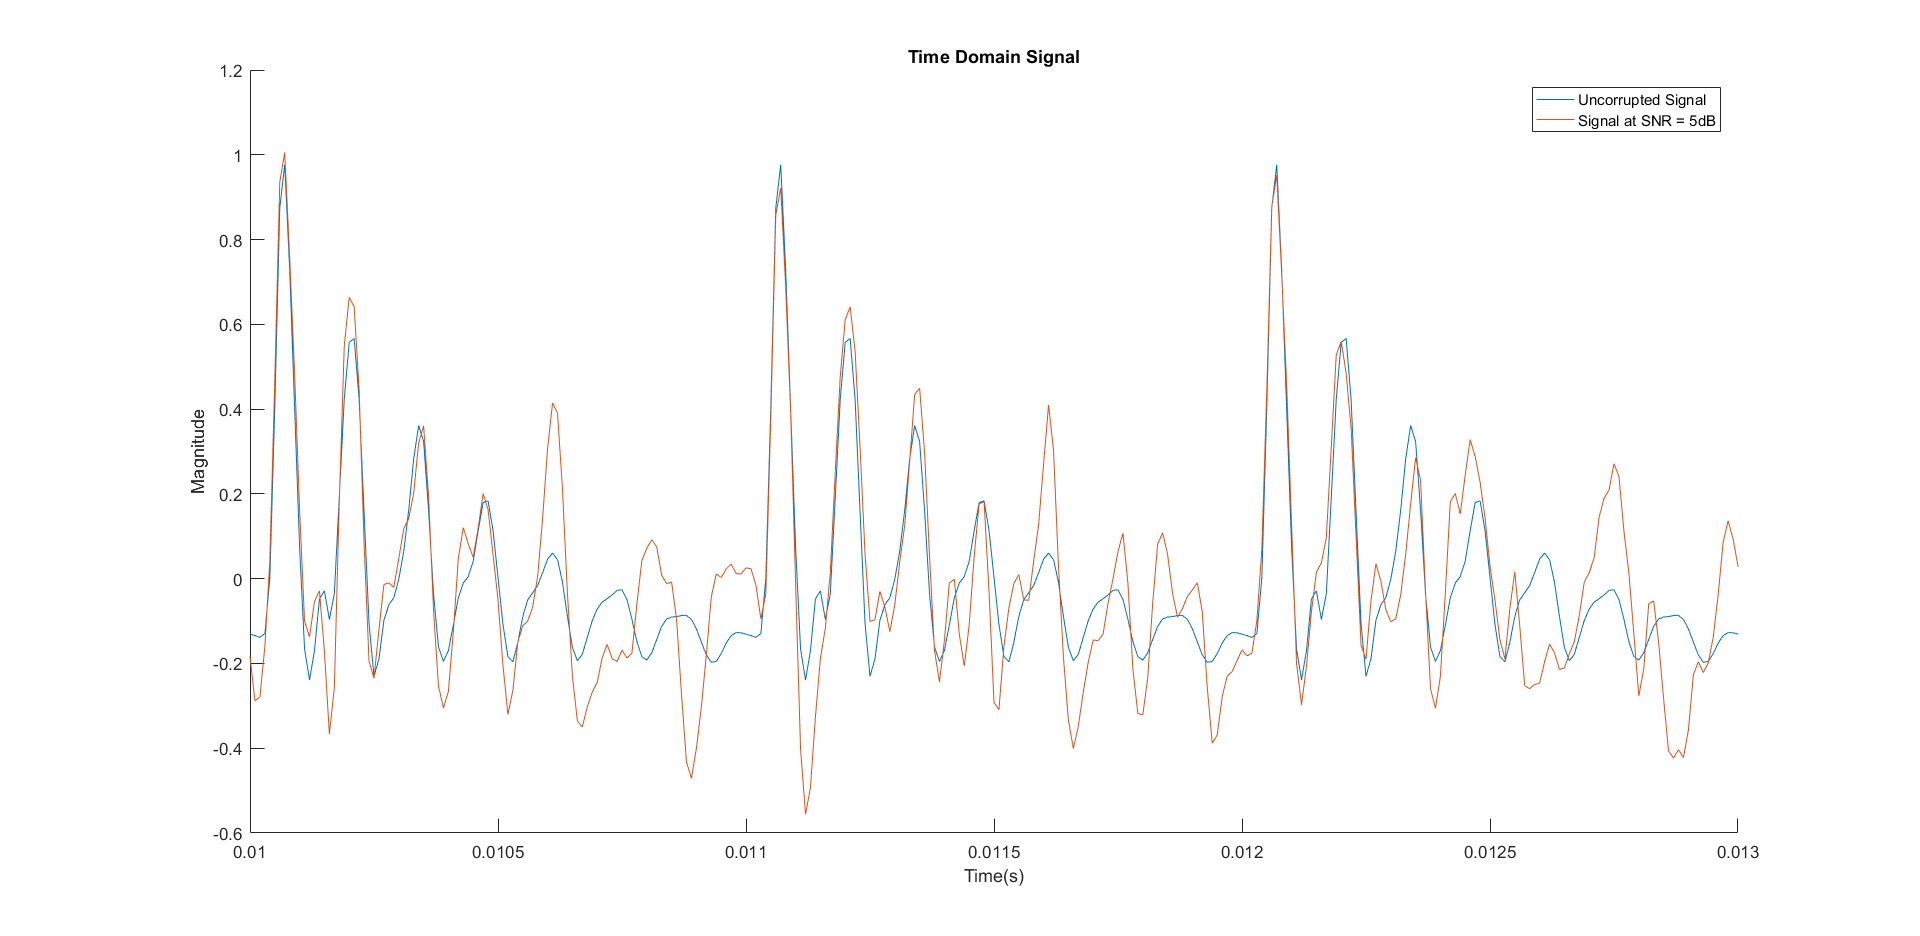 Time Domain Signal
Uncorrupted Signal
Signal at SNR = 5dB
1.2
1
0.8
0.6
0.4
0.2
0
-0.2
-0.4
-0.6
Magnitude
0.01 0.0105 0.011 0.0115 0.012 0.0125 0.013
Time(s)